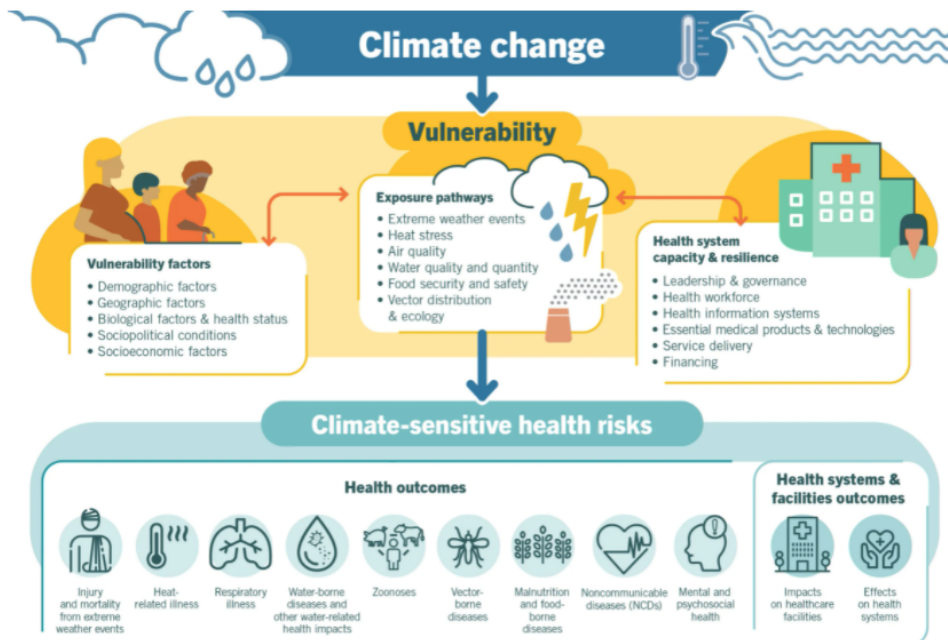 Climate change
Vulnerability
Vulnerability factors
• Demographic factors
• Geographic factors
• Biological factors & health status
• Sociopolitical conditions
• Socioeconomic factors
Exposure pathways
• Extreme weather events
• Heat stress
• Air quality
• Water quality and quantity
• Food security and safety
• Vector distribution
& ecology
Health system
capacity & resilience
• Leadership & governance
• Health workforce
• Health information systems
• Essential medical products & technologies
• Service delivery
• Financing
Climate-sensitive health risks
Health outcomes
Injury
and mortality
from extreme
weather events
Heat-
related illness
Respiratory
illness
Water-borne
diseases and
other water-related
health impacts
Zoonoses
Vector-
borne
diseases
Malnutrition
and food-
borne
diseases
Noncommunicable
diseases (NCDs)
Mental and
psychosocial
health
Health systems &
facilities outcomes
Impacts
on healthcare
facilities
Effects
on health
systems